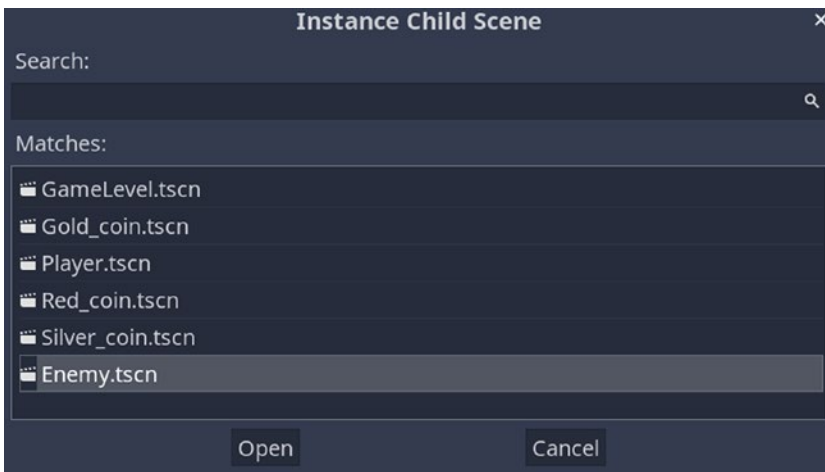 Instance Child Scene
Search:
Matches:
GameLevel.tscn
Gold_coin.tscn
Player.tscn
Red_coin.tscn
Silver_coin.tscn
Enemy.tscn
Open Cancel